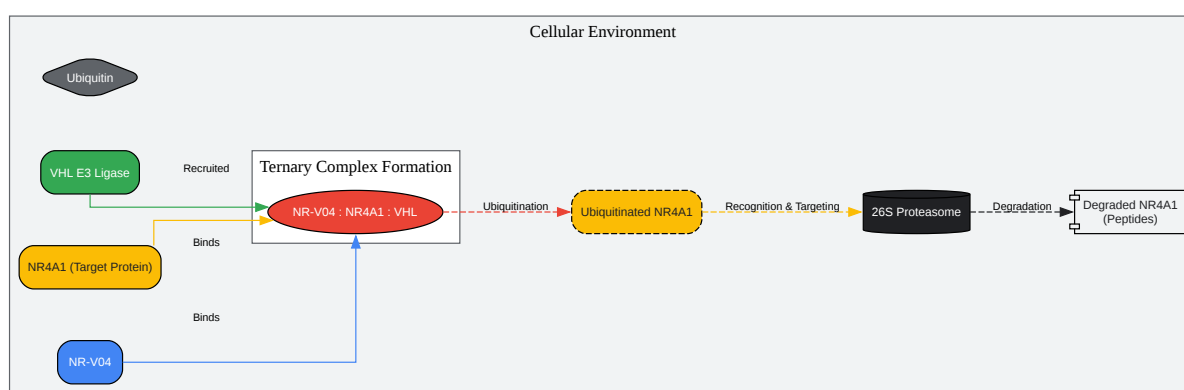 Cellular Environment
Ubiquitin
VHL E3 Ligase
Recruited
Ternary Complex Formation
NR-V04 : NR4A1 : VHL
Ubiquitination
Ubiquitinated NR4A1
Recognition & Targeting
26S Proteasome
Degradation
Degraded NR4A1
(Peptides)
Binds
NR4A1 (Target Protein)
Binds
NR-V04